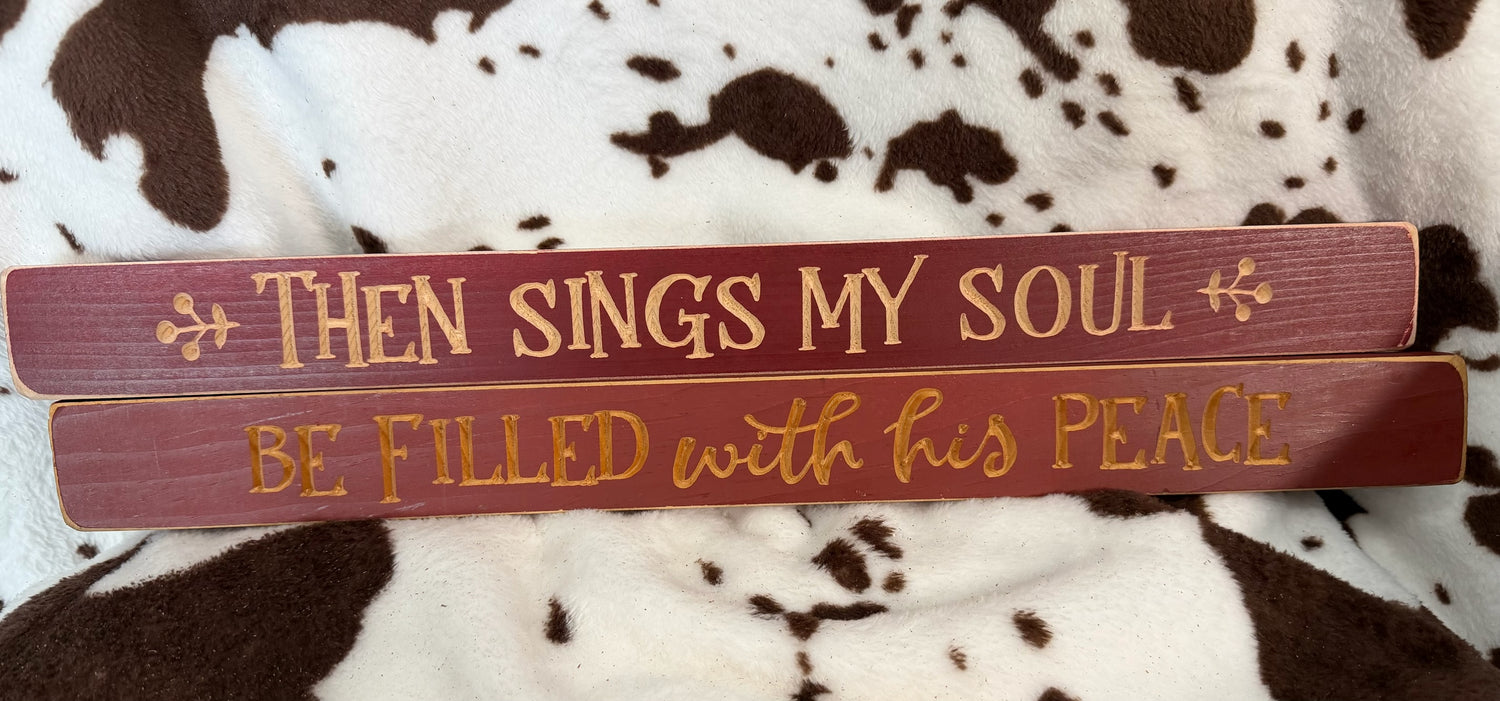 THEN SINGS MY SOUL
BE FILLED with his PEACE